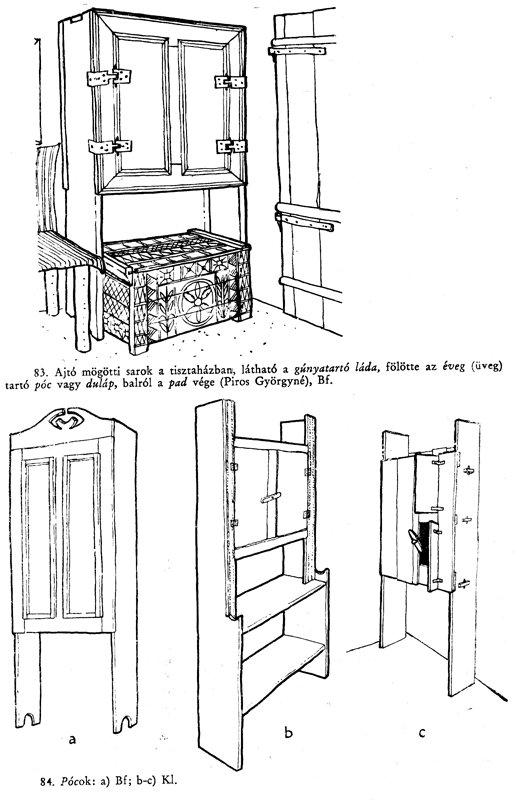 83. Ajtó mögötti sarok a tisztaházban, látható a gúnyatartó láda, fölötte az éveg (üveg)
tartó póc vagy duláp, balról a pad vége (Piros Györgyné), Bf.
a
b
c
84. Pócok: a) Bf; b-c) Kl.